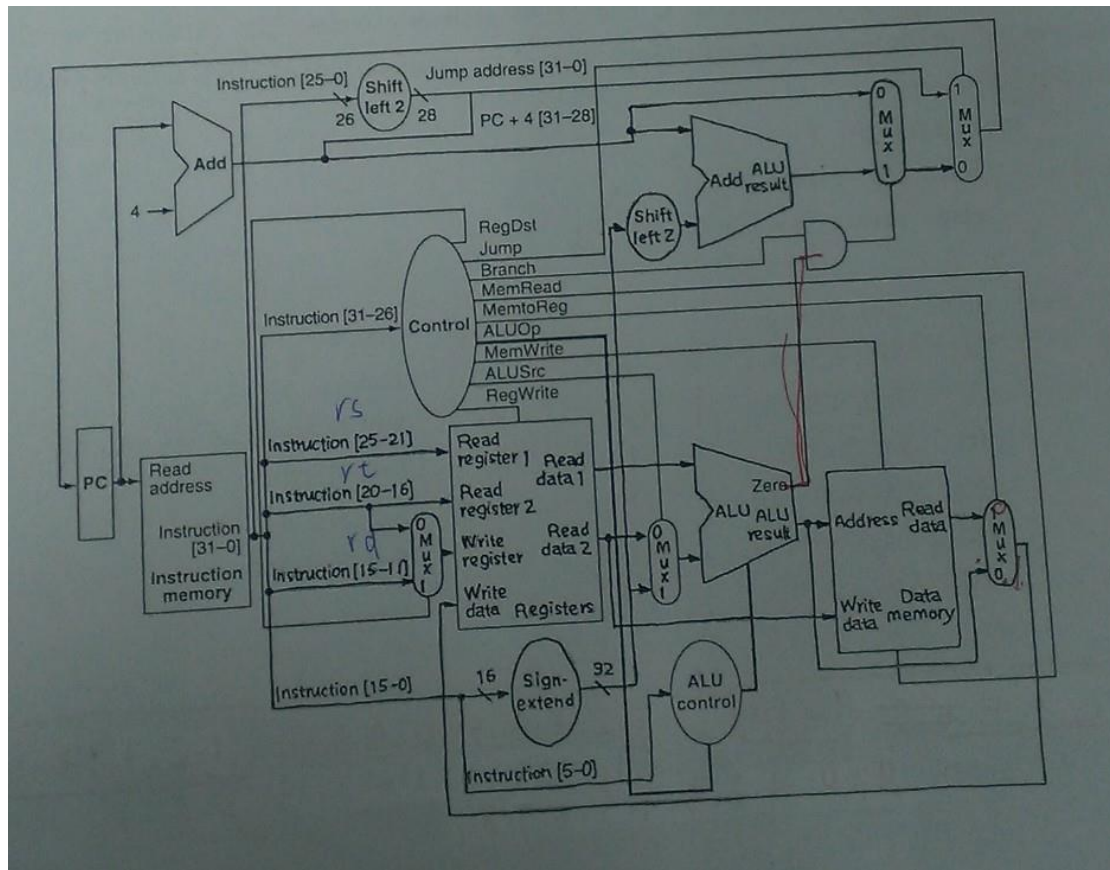 Instruction [25–0]
Shift
left 2
Jump address [31–0]
26
28
PC + 4 [31–28]
Add
4
Add
ALU
result
0
M
u
x
1
1
M
u
x
0
Shift
left 2
RegDst
Jump
Branch
MemRead
MemtoReg
ALUOp
MemWrite
ALUSrc
RegWrite
Control
Instruction [31–26]
rs
Instruction [25–21]
rt
Instruction [20–16]
rd
Instruction [15–11]
PC
Read
address
Instruction
[31–0]
Instruction
memory
0
M
u
x
1
Read
register 1
Read
register 2
Write
register
Write
data
Read
data 1
Read
data 2
Registers
0
M
u
x
1
Zero
ALU
ALU
result
Address
Read
data
Write
data
Data
memory
M
u
x
0
Instruction [15–0]
16
Sign-
extend
32
ALU
control
Instruction [5–0]